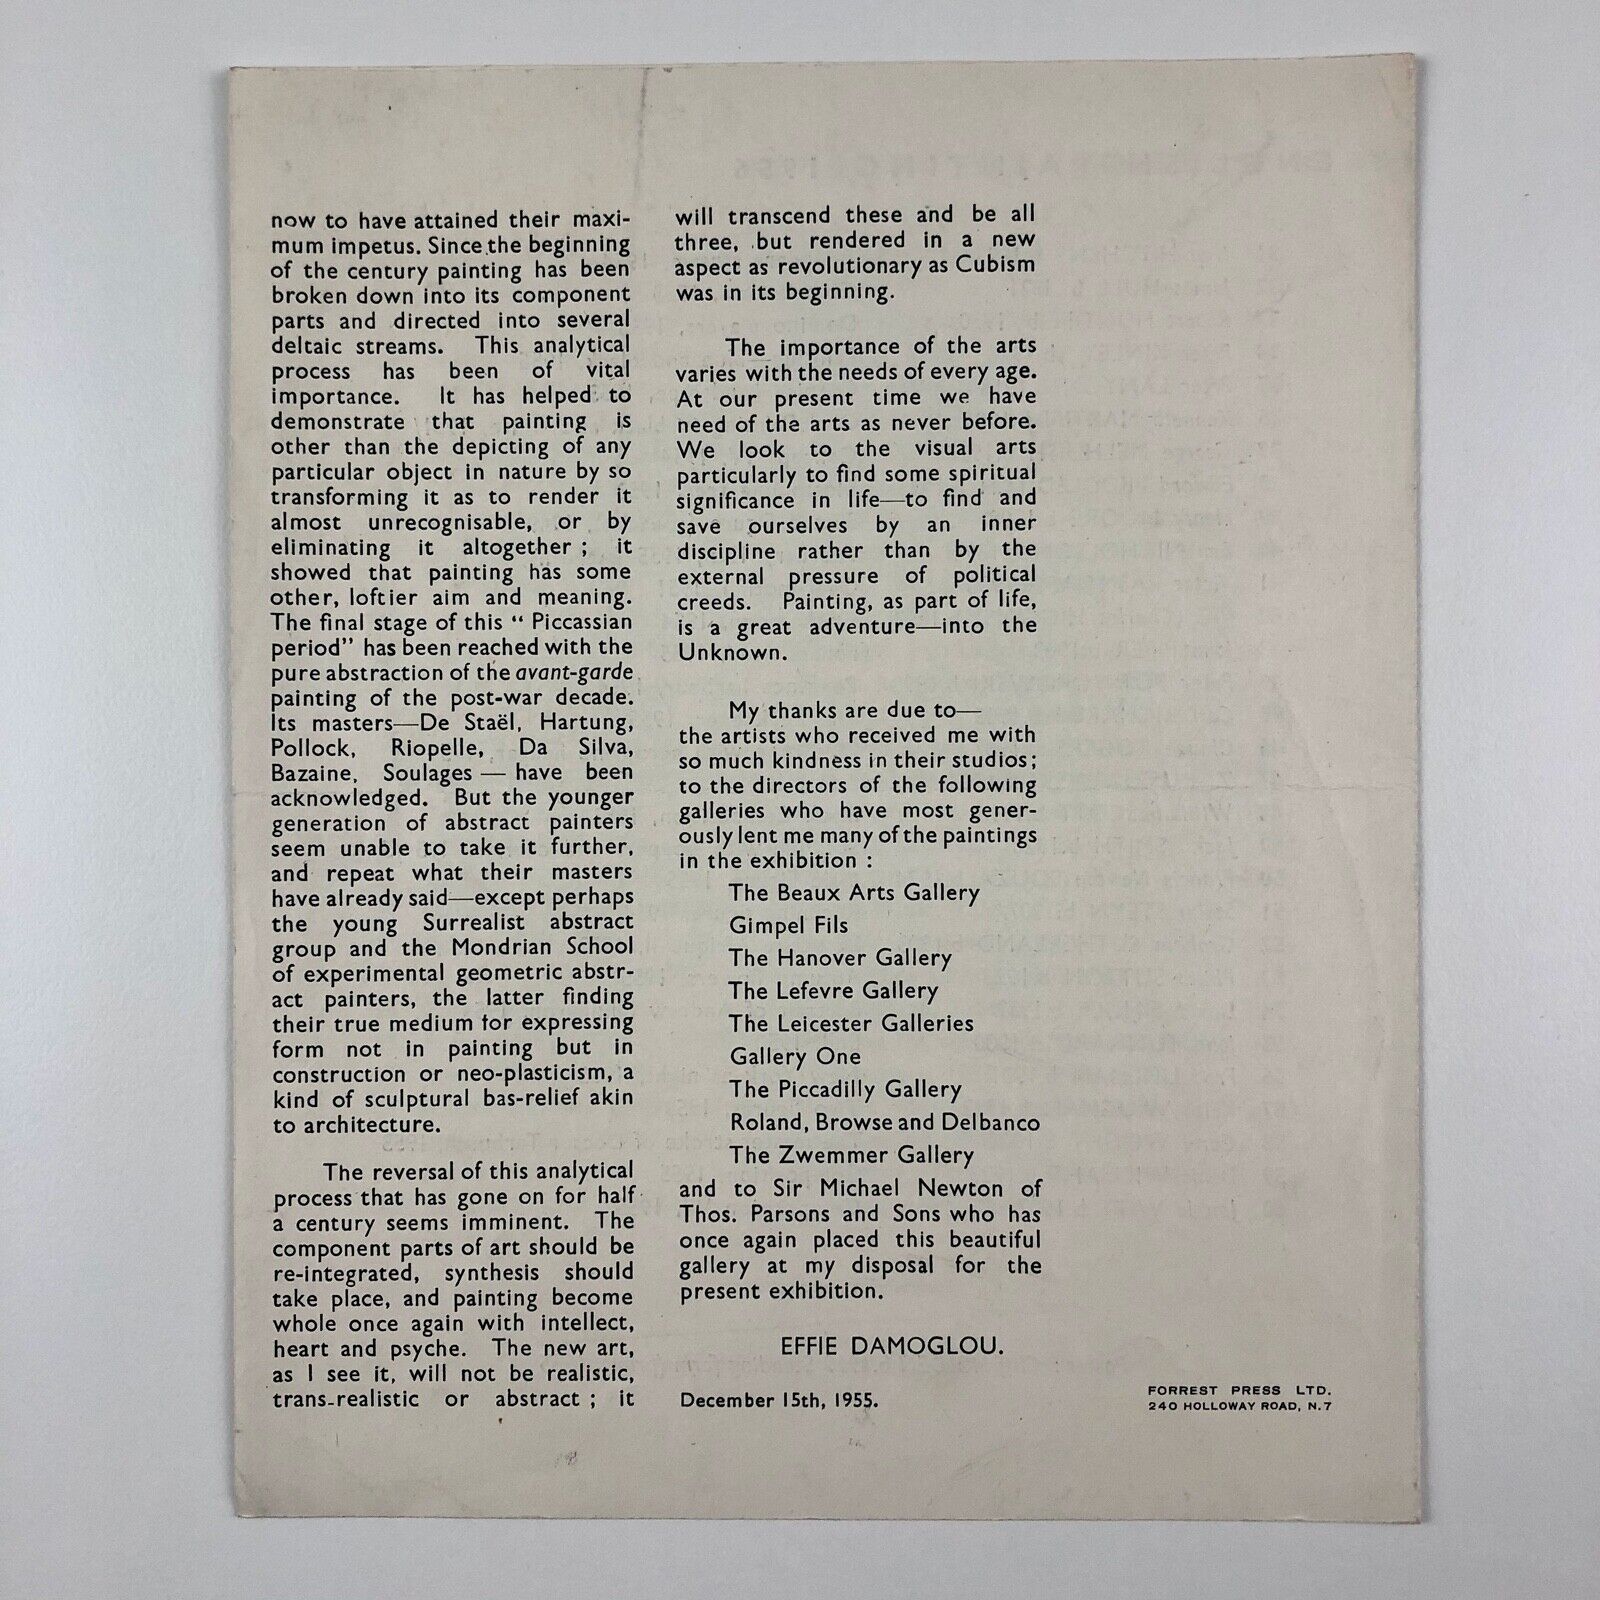 now to have attained their maxi-
mum impetus. Since the beginning
of the century painting has been
broken down into its component
parts and directed into several
deltaic streams. This analytical
process has been of vital
importance. It has helped to
demonstrate that painting is
other than the depicting of any
particular object in nature by so
transforming it as to render it
almost unrecognisable, or by
eliminating it altogether ; it
showed that painting has some
other, loftier aim and meaning.
The final stage of this “ Piccassian
period” has been reached with the
pure abstraction of the avant-garde
painting of the post-war decade.
Its masters—De Staël, Hartung,
Pollock, Riopelle, Da Silva,
Bazaine, Soulages — have been
acknowledged. But the younger
generation of abstract painters
seem unable to take it further,
and repeat what their masters
have already said—except perhaps
the young Surrealist abstract
group and the Mondrian School
of experimental geometric abstr-
act painters, the latter finding
their true medium for expressing
form not in painting but in
construction or neo-plasticism, a
kind of sculptural bas-relief akin
to architecture.
The reversal of this analytical
process that has gone on for half
a century seems imminent. The
component parts of art should be
re-integrated, synthesis should
take place, and painting become
whole once again with intellect,
heart and psyche. The new art,
as I see it, will not be realistic,
trans-realistic or abstract ; it
will transcend these and be all
three, but rendered in a new
aspect as revolutionary as Cubism
was in its beginning.
The importance of the arts
varies with the needs of every age.
At our present time we have
need of the arts as never before.
We look to the visual arts
particularly to find some spiritual
significance in life—to find and
save ourselves by an inner
discipline rather than by the
external pressure of political
creeds. Painting, as part of life,
is a great adventure—into the
Unknown.
My thanks are due to—
the artists who received me with
so much kindness in their studios;
to the directors of the following
galleries who have most gener-
ously lent me many of the paintings
in the exhibition :
The Beaux Arts Gallery
Gimpel Fils
The Hanover Gallery
The Lefevre Gallery
The Leicester Galleries
Gallery One
The Piccadilly Gallery
Roland, Browse and Delbanco
The Zwemmer Gallery
and to Sir Michael Newton of
Thos. Parsons and Sons who has
once again placed this beautiful
gallery at my disposal for the
present exhibition.
EFFIE DAMOGLOU.
December 15th, 1955.
FORREST PRESS LTD.
240 HOLLOWAY ROAD, N.7